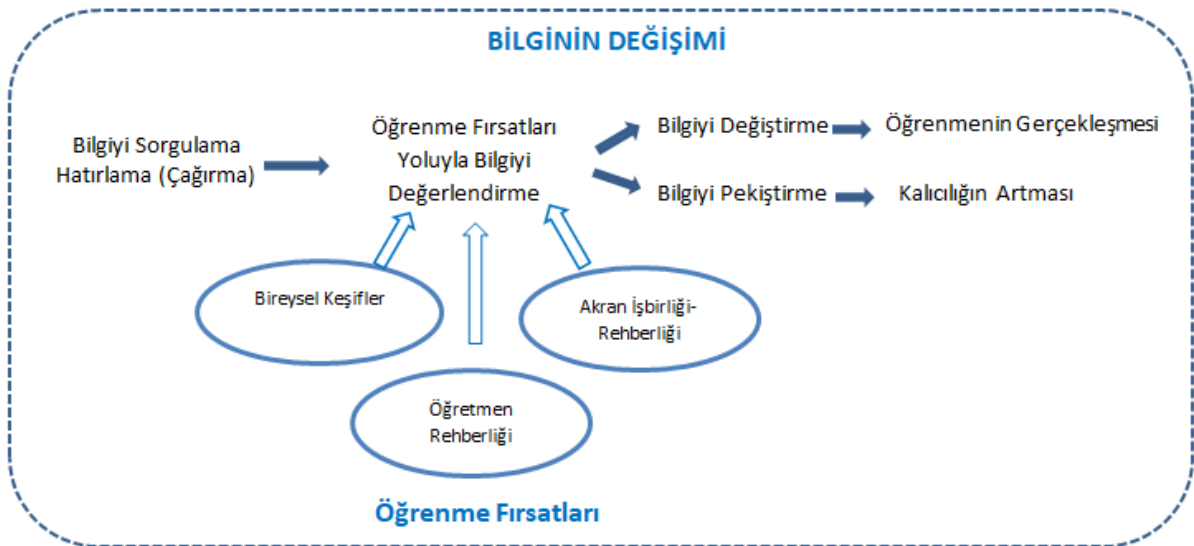 BİLGİNİN DEĞİŞİMİ
Bilgiyi Sorgulama
Hatırlama (Çağırma)
Öğrenme Fırsatları
Yoluyla Bilgiyi
Değerlendirme
Bilgiyi Değiştirme
Öğrenmenin Gerçekleşmesi
Bilgiyi Pekiştirme
Kalıcılığın Artması
Bireysel Keşifler
Akran İşbirliği-
Rehberliği
Öğretmen
Rehberliği
Öğrenme Fırsatları